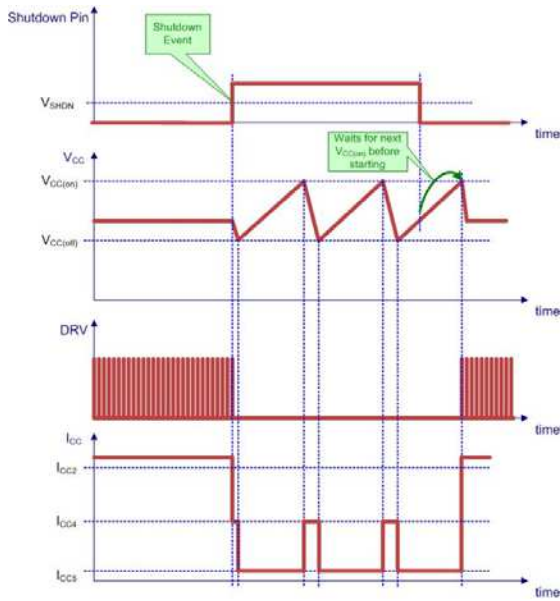 Shutdown Pin
Shutdown
Event
VSHDN
time
VCC
Waits for next
VCC(on) before
starting
VCC(on)
VCC(off)
time
DRV
time
ICC
ICC2
ICC4
ICC5
time